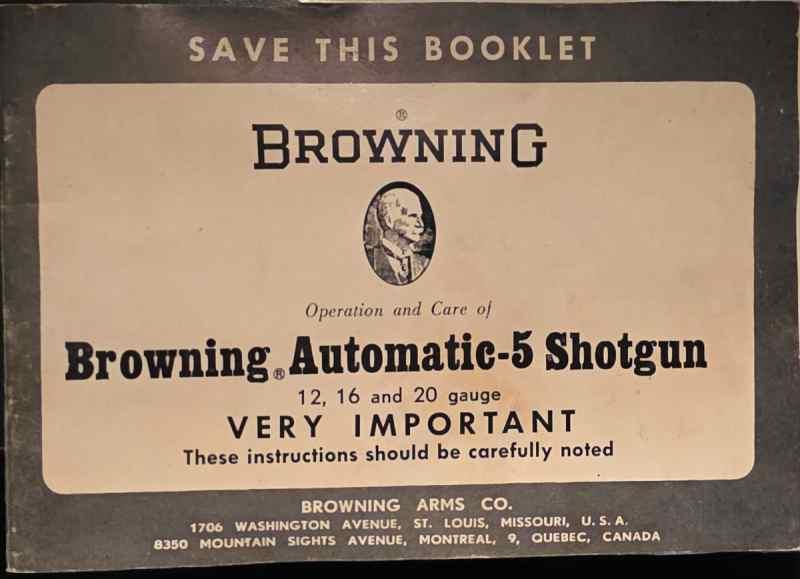 SAVE THIS BOOKLET
®
BROWNING
Operation and Care of
Browning® Automatic-5 Shotgun
12, 16 and 20 gauge
VERY IMPORTANT
These instructions should be carefully noted
BROWNING ARMS CO.
1706 WASHINGTON AVENUE, ST. LOUIS, MISSOURI, U. S. A.
8350 MOUNTAIN SIGHTS AVENUE, MONTREAL, 9, QUEBEC, CANADA